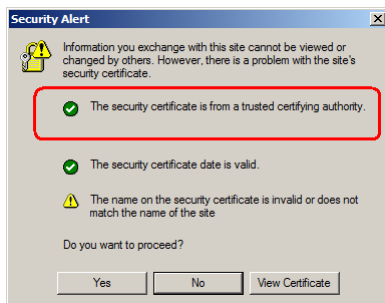 Security Alert
Information you exchange with this site cannot be viewed or
changed by others. However, there is a problem with the site's
security certificate.
The security certificate is from a trusted certifying authority.
The security certificate date is valid.
The name on the security certificate is invalid or does not
match the name of the site
Do you want to proceed?
Yes No View Certificate